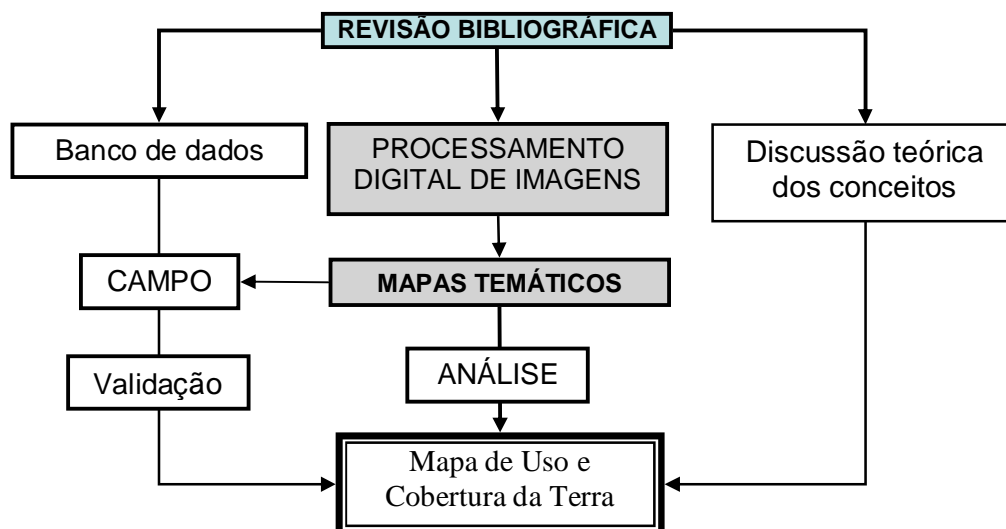 REVISÃO BIBLIOGRÁFICA
Banco de dados
PROCESSAMENTO
DIGITAL DE IMAGENS
Discussão teórica
dos conceitos
CAMPO
MAPAS TEMÁTICOS
Validação
ANÁLISE
Mapa de Uso e
Cobertura da Terra